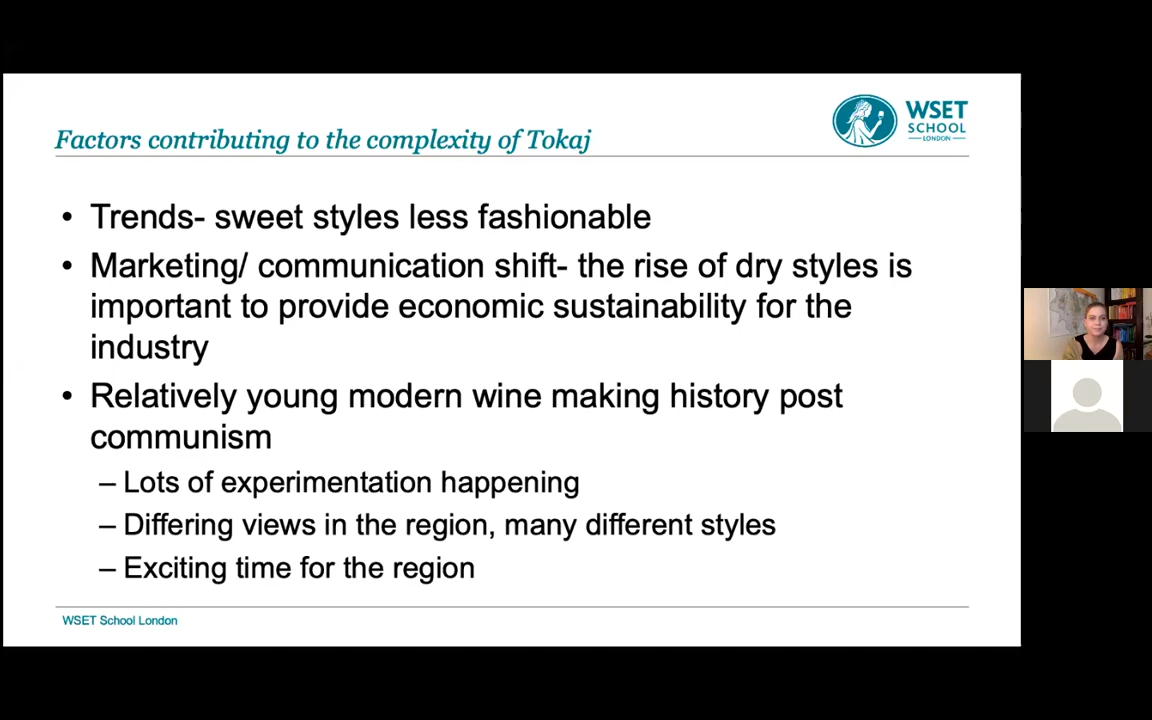 Factors contributing to the complexity of Tokaj
WSET
SCHOOL
LONDON
• Trends- sweet styles less fashionable
• Marketing/ communication shift- the rise of dry styles is
important to provide economic sustainability for the
industry
• Relatively young modern wine making history post
communism
– Lots of experimentation happening
– Differing views in the region, many different styles
– Exciting time for the region
WSET School London